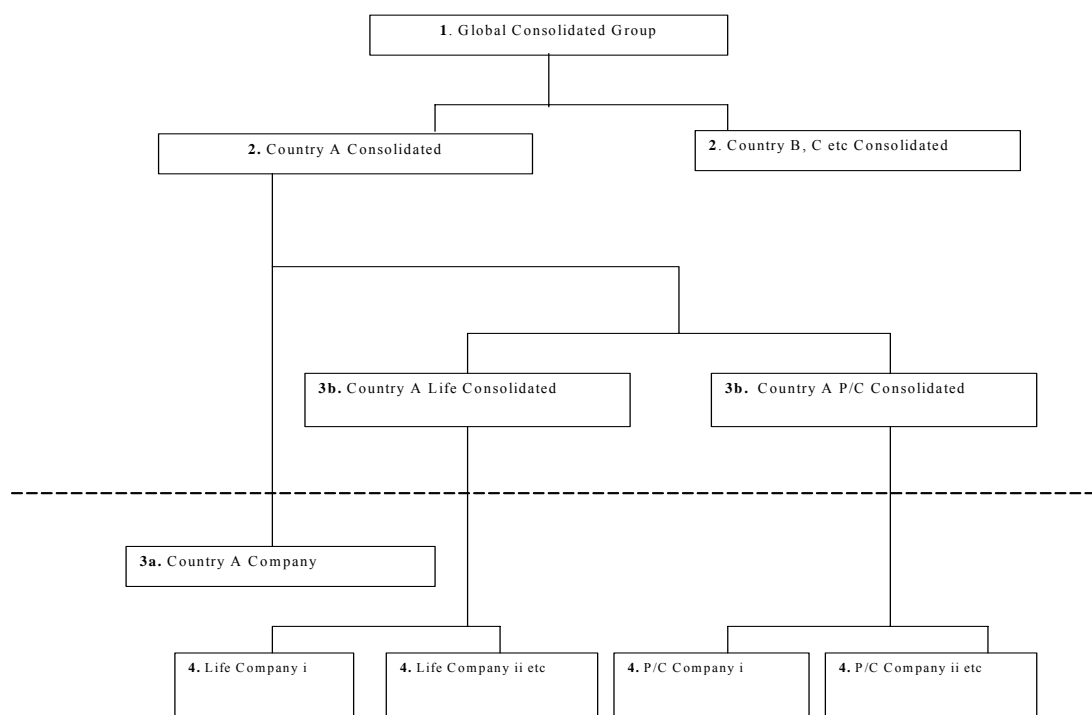 1. Global Consolidated Group
2. Country A Consolidated
2. Country B, C etc Consolidated
3b. Country A Life Consolidated
3b. Country A P/C Consolidated
3a. Country A Company
4. Life Company i
4. Life Company ii etc
4. P/C Company i
4. P/C Company ii etc